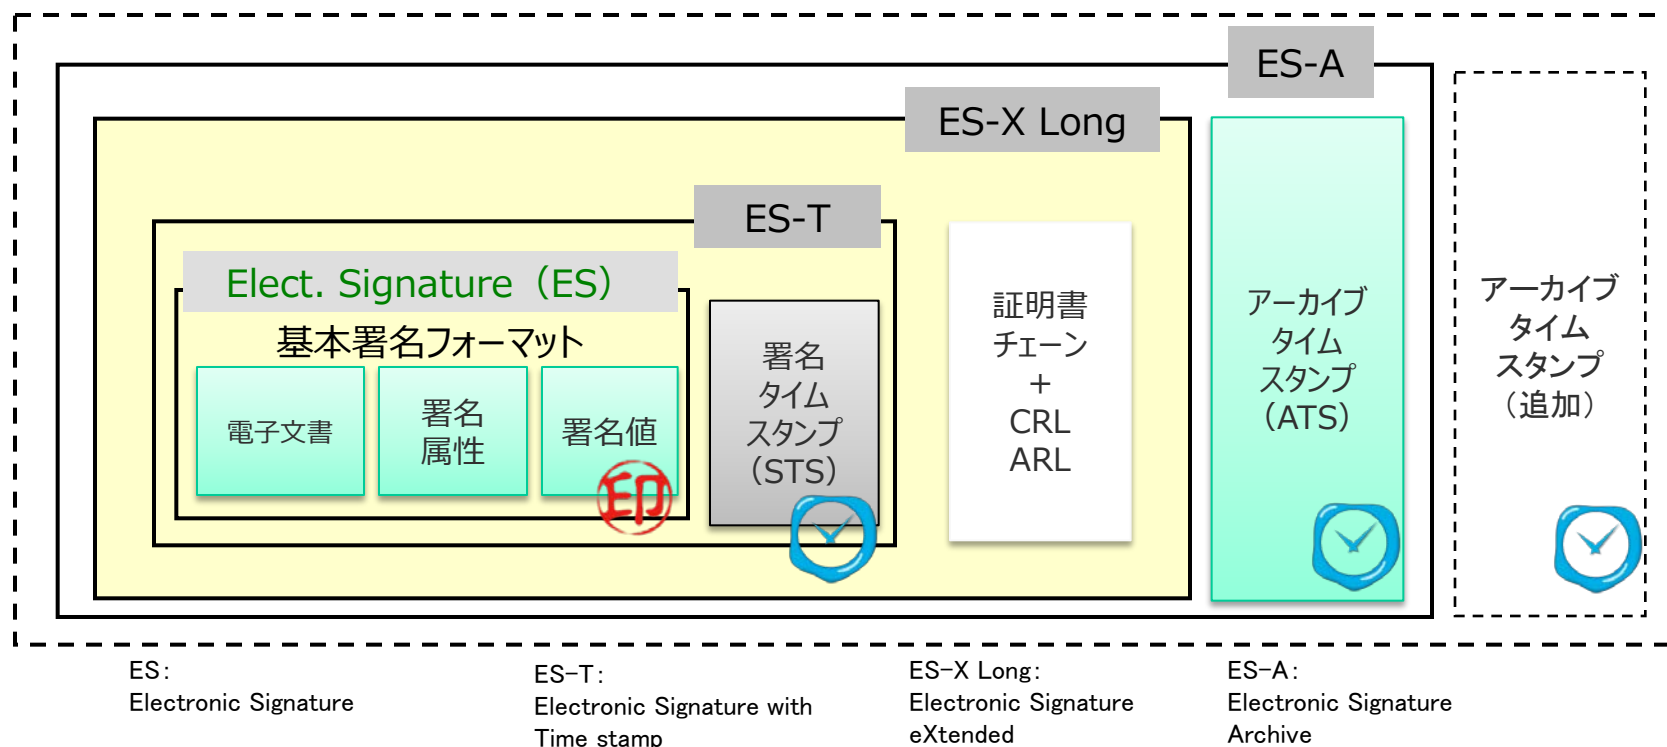 ES-A
ES-X Long
ES-T
Elect. Signature（ES）
基本署名フォーマット
電子文書
署名
属性
署名値
印
署名
タイム
スタンプ
（STS）
証明書
チェーン
+
CRL
ARL
アーカイブ
タイム
スタンプ
（ATS）
アーカイブ
タイム
スタンプ
（追加）
ES：
Electronic Signature
ES-T：
Electronic Signature with
Time stamp
ES-X Long：
Electronic Signature
eXtended
ES-A：
Electronic Signature
Archive